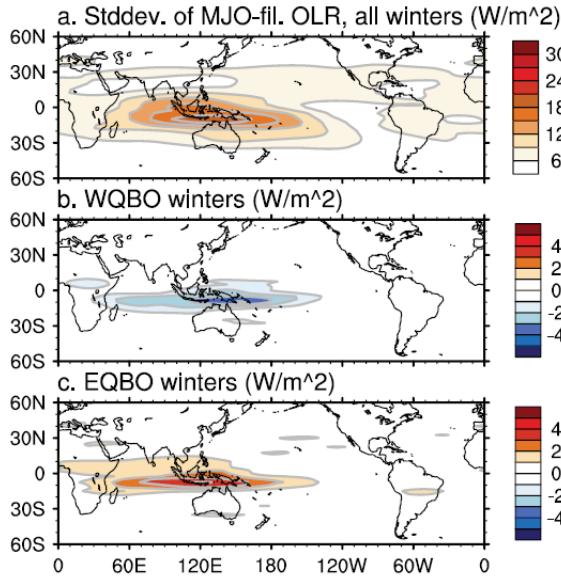 a. Stddev. of MJO-fil. OLR, all winters (W/m^2)
60N
30N
0
30S
60S
30
24
18
12
6
b. WQBO winters (W/m^2)
60N
30N
0
30S
60S
4
2
0
-2
-4
c. EQBO winters (W/m^2)
60N
30N
0
30S
60S
4
2
0
-2
-4
0 60E 120E 180 120W 60W 0